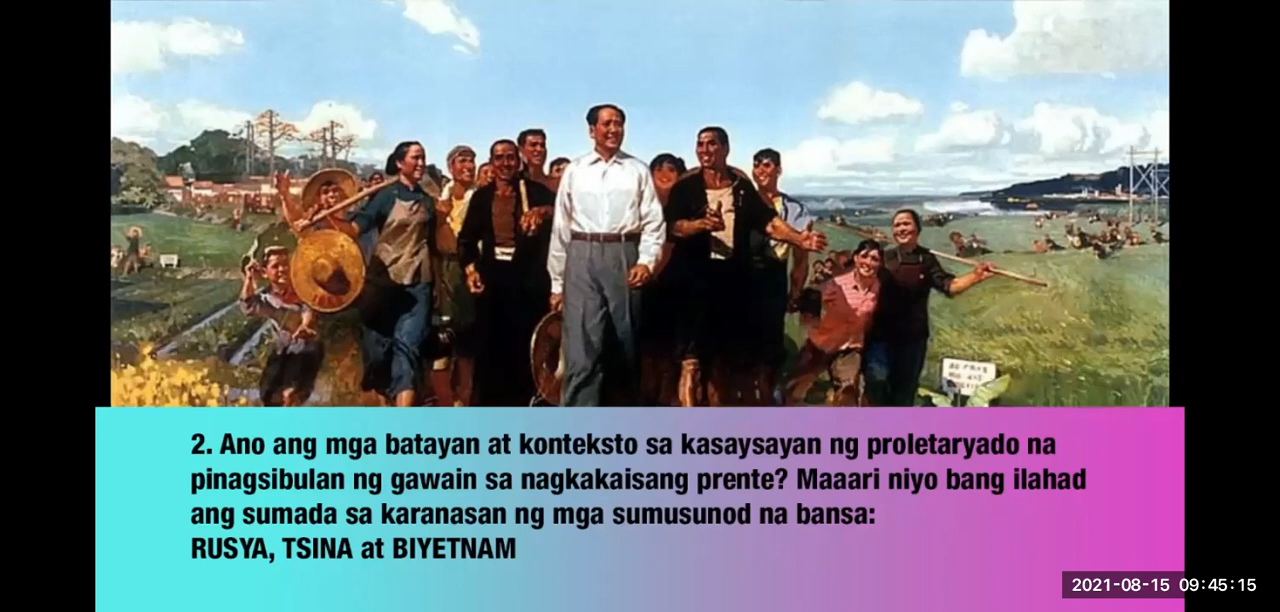 2. Ano ang mga batayan at konteksto sa kasaysayan ng proletaryado na
pinagsibulan ng gawain sa nagkakaisang prente? Maaari niyo bang ilahad
ang sumada sa karanasan ng mga sumusunod na bansa:
RUSYA, TSINA at BIYETNAM
2021-08-15 09:45:15